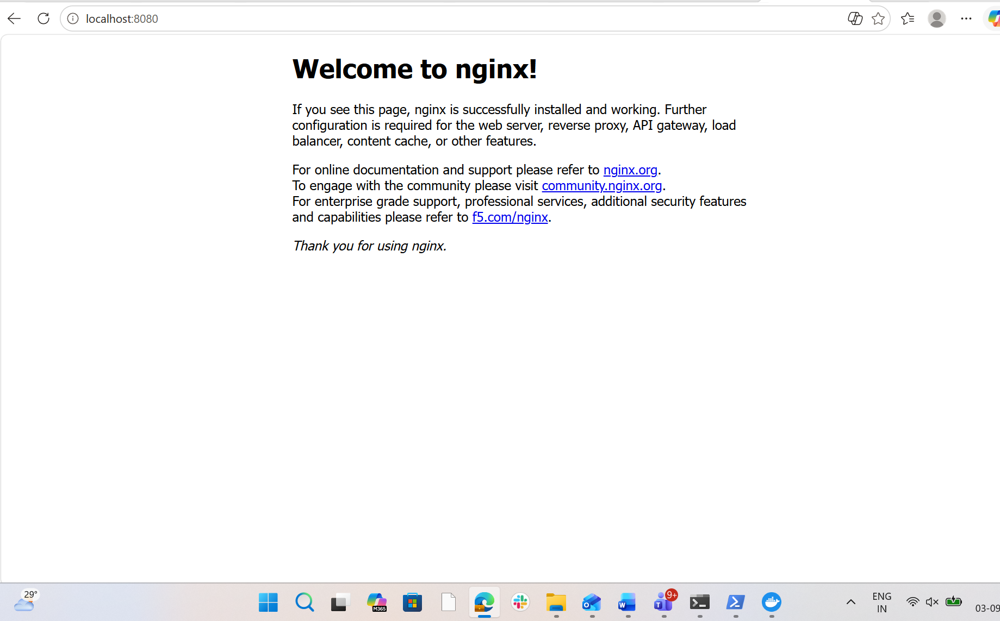 localhost:8080
Welcome to nginx!
If you see this page, nginx is successfully installed and working. Further
configuration is required for the web server, reverse proxy, API gateway, load
balancer, content cache, or other features.
For online documentation and support please refer to nginx.org.
To engage with the community please visit community.nginx.org.
For enterprise grade support, professional services, additional security features
and capabilities please refer to f5.com/nginx.
Thank you for using nginx.
29°
M365
O
W
T
9+
ENG
IN
03-09